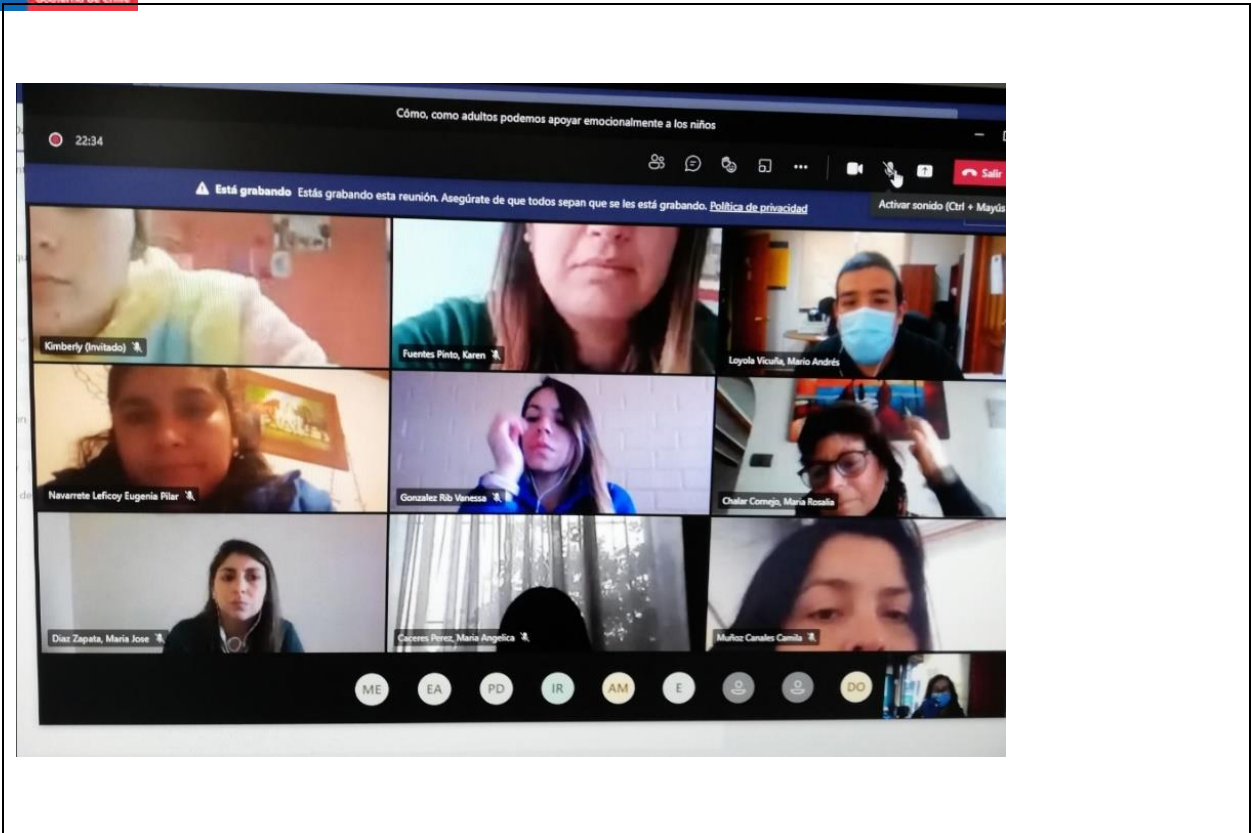 Gobierno de Chile
Cómo, como adultos podemos apoyar emocionalmente a los niños
22:34
Salir
Está grabando Estás grabando esta reunión. Asegúrate de que todos sepan que se les está grabando. Política de privacidad
Activar sonido (Ctrl + Mayús
Kimberly (Invitado)
Fuentes Pinto, Karen
Loyola Vicuña, Mario Andrés
Navarrete Leficoy Eugenia Pilar
Gonzalez Rib Vanessa
Chalar Cornejo, Maria Rosalia
Diaz Zapata, Maria Jose
Caceres Perez, Maria Angelica
Muñoz Canales Camila
ME EA PD IR AM E DO